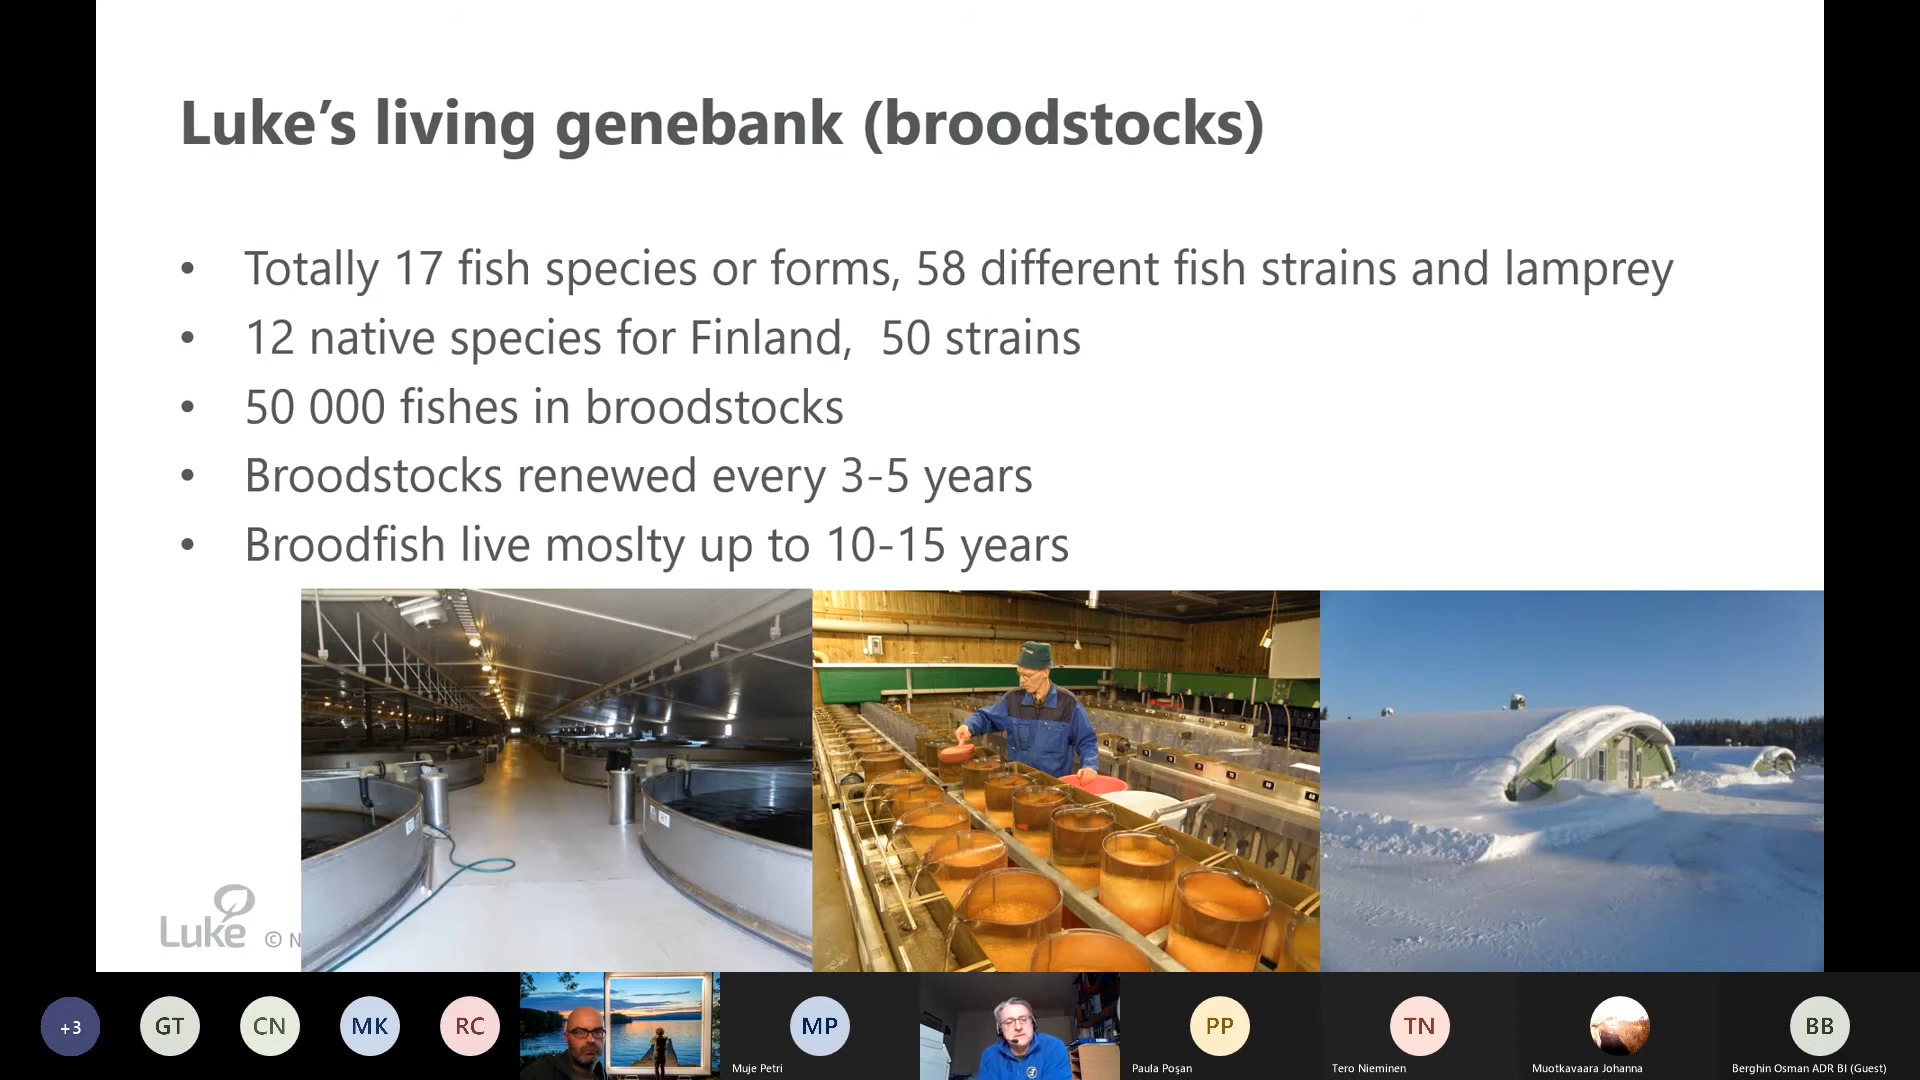 Luke’s living genebank (broodstocks)
• Totally 17 fish species or forms, 58 different fish strains and lamprey
• 12 native species for Finland,  50 strains
• 50 000 fishes in broodstocks
• Broodstocks renewed every 3-5 years
• Broodfish live moslty up to 10-15 years
Luke © N
+3
GT
CN
MK
RC
MP
Muje Petri
PP
Paula Poşan
TN
Tero Nieminen
Muotkavaara Johanna
BB
Berghin Osman ADR BI (Guest)